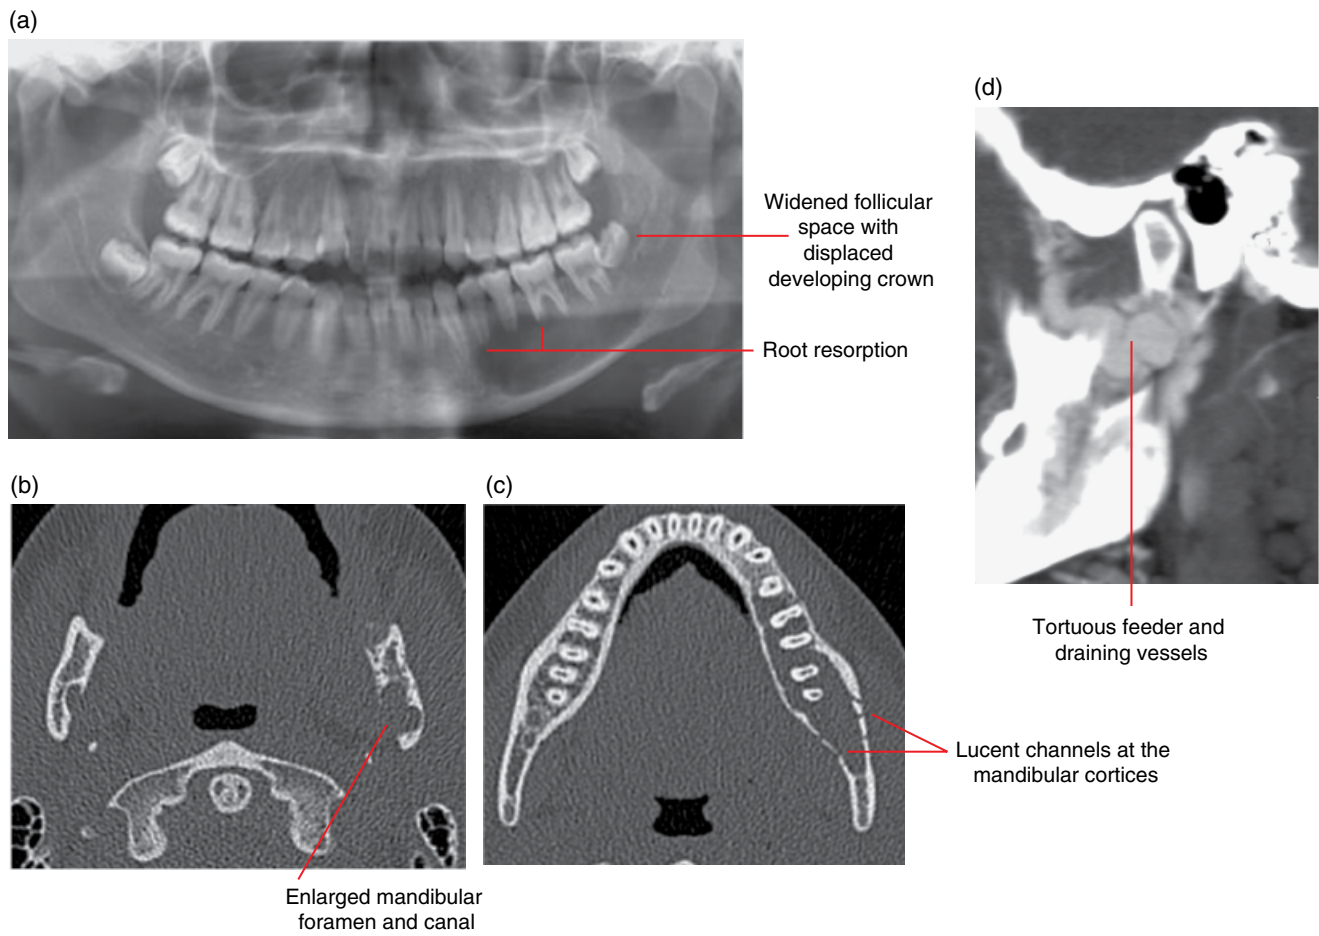 (a)
Widened follicular
space with
displaced
developing crown
Root resorption
(b)
Enlarged mandibular
foramen and canal
(c)
Lucent channels at the
mandibular cortices
(d)
Tortuous feeder and
draining vessels